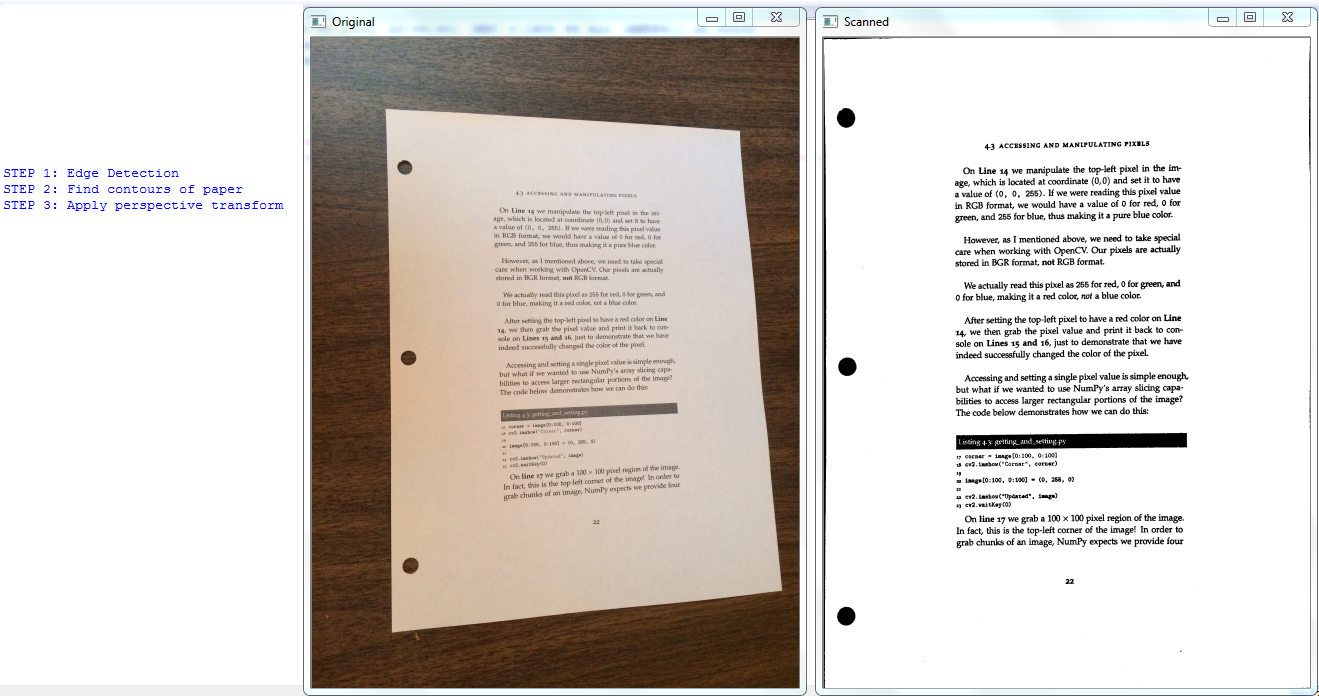 STEP 1: Edge Detection
STEP 2: Find contours of paper
STEP 3: Apply perspective transform
Original
4.3 ACCESSING AND MANIPULATING PIXELS
On Line 14 we manipulate the top-left pixel in the im-
age, which is located at coordinate (0,0) and set it to have
a value of (0, 0, 255). If we were reading this pixel value
in RGB format, we would have a value of 0 for red, 0 for
green, and 255 for blue, thus making it a pure blue color.
However, as I mentioned above, we need to take special
care when working with OpenCV. Our pixels are actually
stored in BGR format, not RGB format.
We actually read this pixel as 255 for red, 0 for green, and
0 for blue, making it a red color, not a blue color.
After setting the top-left pixel to have a red color on Line
14, we then grab the pixel value and print it back to con-
sole on Lines 15 and 16, just to demonstrate that we have
indeed successfully changed the color of the pixel.
Accessing and setting a single pixel value is simple enough,
but what if we wanted to use NumPy's array slicing capa-
bilities to access larger rectangular portions of the image?
The code below demonstrates how we can do this:
Listing 4.3: getting_and_setting.py
17 corner = image[0:100, 0:100]
18 cv2.imshow("Corner", corner)
19
20 image[0:100, 0:100] = (0, 255, 0)
21
22 cv2.imshow("Updated", image)
23 cv2.waitKey(0)
On line 17 we grab a 100 × 100 pixel region of the image.
In fact, this is the top-left corner of the image! In order to
grab chunks of an image, NumPy expects we provide four
22
Scanned
4.3 ACCESSING AND MANIPULATING PIXELS
On Line 14 we manipulate the top-left pixel in the im-
age, which is located at coordinate (0,0) and set it to have
a value of (0, 0, 255). If we were reading this pixel value
in RGB format, we would have a value of 0 for red, 0 for
green, and 255 for blue, thus making it a pure blue color.
However, as I mentioned above, we need to take special
care when working with OpenCV. Our pixels are actually
stored in BGR format, not RGB format.
We actually read this pixel as 255 for red, 0 for green, and
0 for blue, making it a red color, not a blue color.
After setting the top-left pixel to have a red color on Line
14, we then grab the pixel value and print it back to con-
sole on Lines 15 and 16, just to demonstrate that we have
indeed successfully changed the color of the pixel.
Accessing and setting a single pixel value is simple enough,
but what if we wanted to use NumPy's array slicing capa-
bilities to access larger rectangular portions of the image?
The code below demonstrates how we can do this:
Listing 4.3: getting_and_setting.py
17 corner = image[0:100, 0:100]
18 cv2.imshow("Corner", corner)
19
20 image[0:100, 0:100] = (0, 255, 0)
21
22 cv2.imshow("Updated", image)
23 cv2.waitKey(0)
On line 17 we grab a 100 × 100 pixel region of the image.
In fact, this is the top-left corner of the image! In order to
grab chunks of an image, NumPy expects we provide four
22